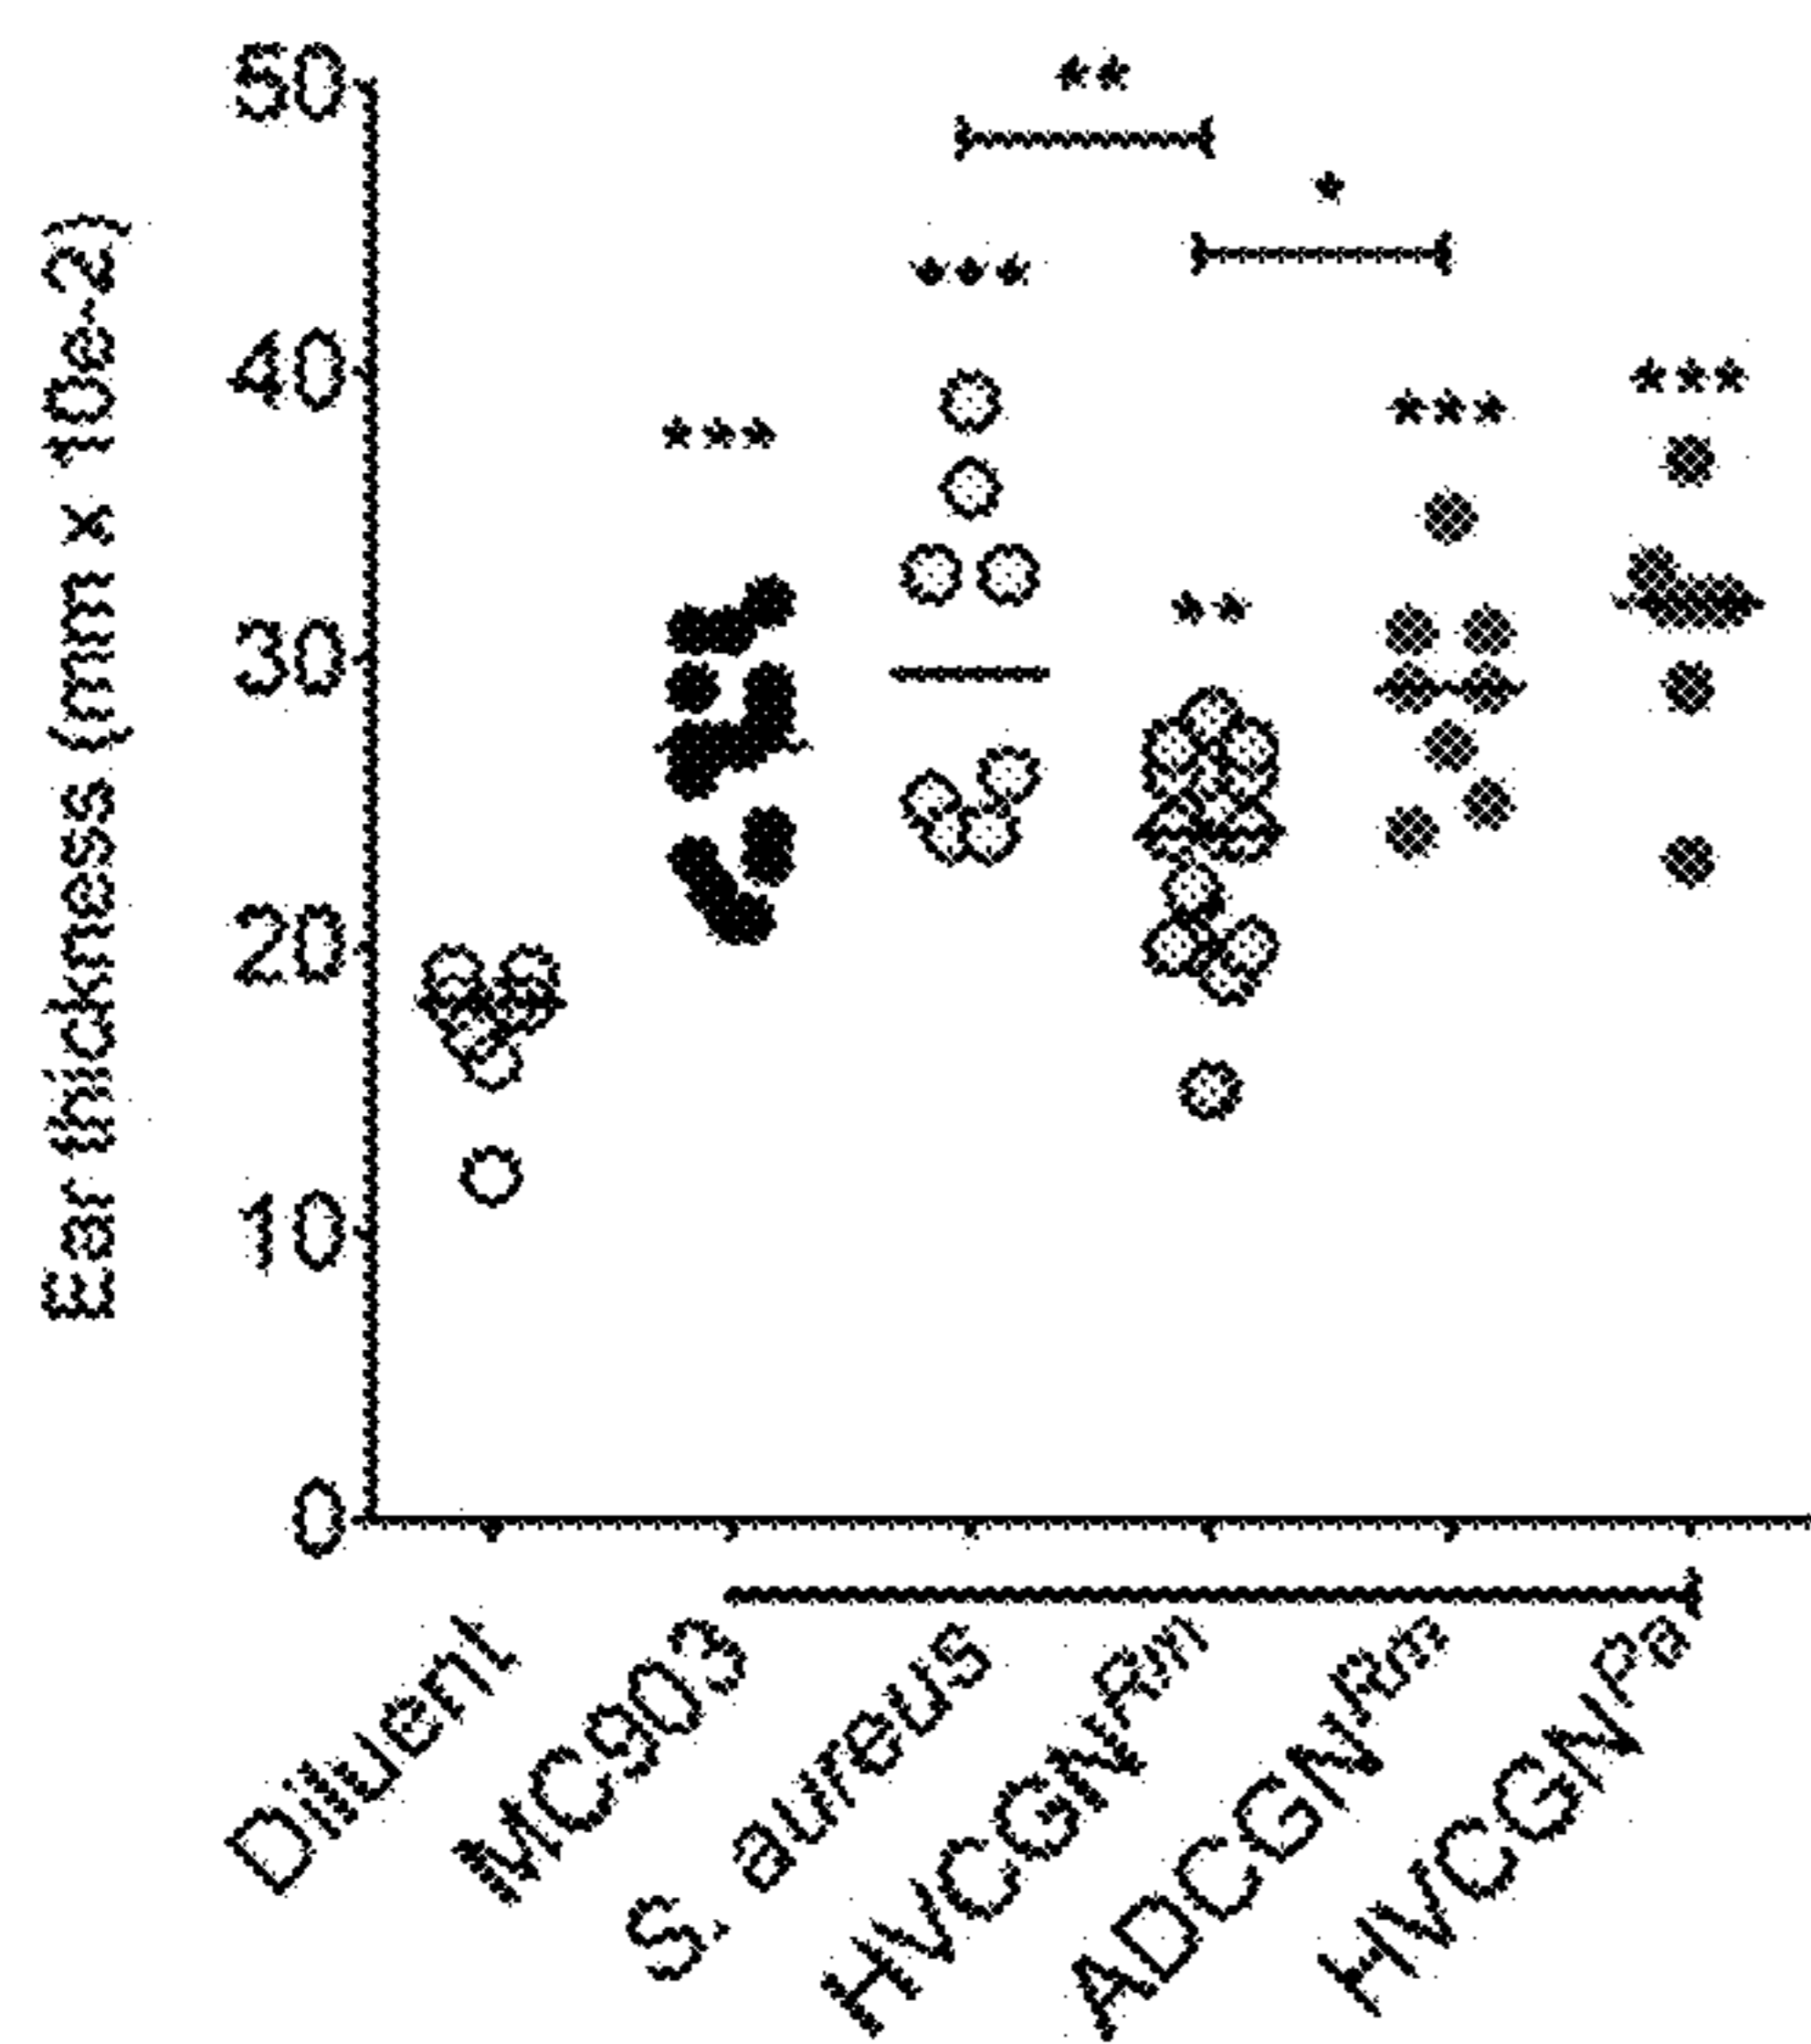 Ear thickness (mm x 10e-2)
50
40
30
20
10
0
**
*
***
***
**
***
***
Diluent
MC903
S. aureus
HVCGN Rm
ADCGN Rm
HVCGN Pa